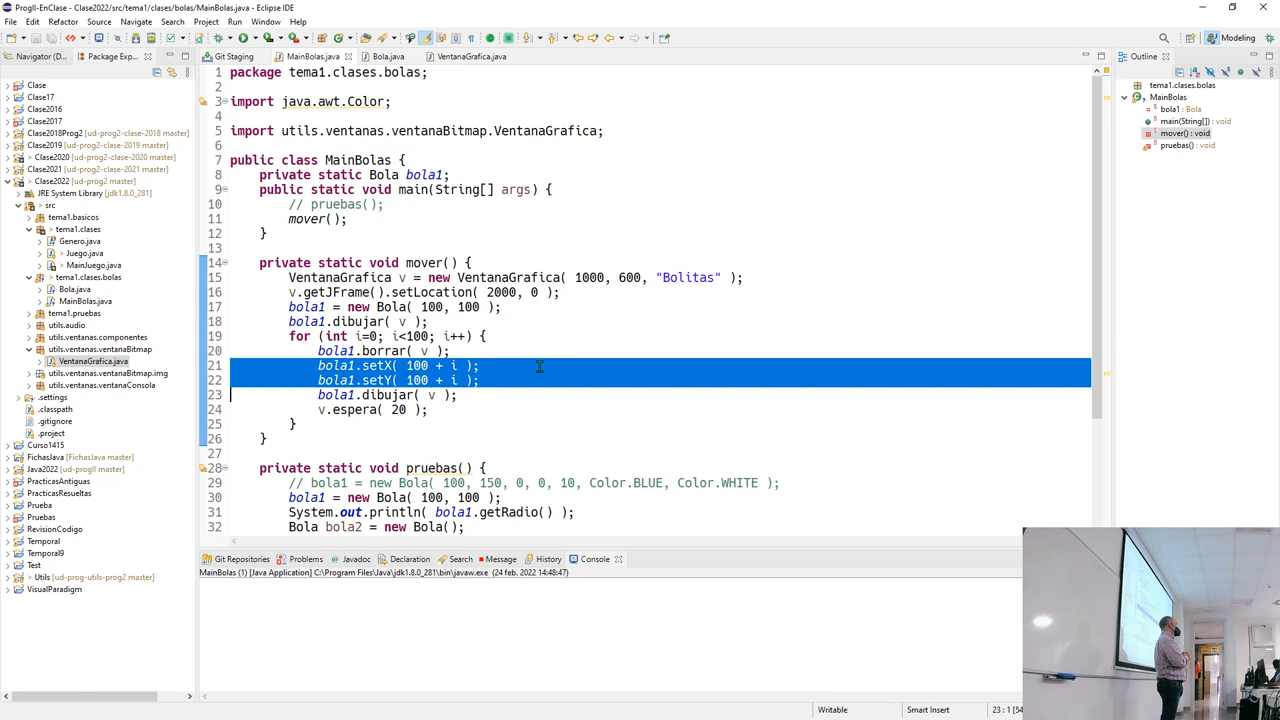 ProgII-EnClase - Clase2022/src/tema1/clases/bolas/MainBolas.java - Eclipse IDE
File Edit Refactor Source Navigate Search Project Run Window Help
Modeling
Navigator (D...
Package Exp...
Git Staging
MainBolas.java
Bola.java
VentanaGrafica.java
Outline
Clase
Clase17
Clase2016
Clase2017
Clase2018Prog2 [ud-prog2-clase-2018 master]
Clase2019 [ud-prog2-clase-2019 master]
> Clase2020 [ud-prog2-clase-2020 master]
Clase2021 [ud-prog2-clase-2021 master]
> Clase2022 [ud-prog2 master]
JRE System Library [jdk1.8.0_281]
> src
tema1.basicos
> tema1.clases
Genero.java
> Juego.java
> MainJuego.java
> tema1.clases.bolas
Bola.java
MainBolas.java
tema1.pruebas
utils.audio
utils.ventanas.componentes
utils.ventanas.ventanaBitmap
VentanaGrafica.java
utils.ventanas.ventanaBitmap.img
utils.ventanas.ventanaConsola
.settings
.classpath
.gitignore
.project
Curso1415
FichasJava [FichasJava master]
Java2022 [ud-progII master]
PracticasAntiguas
PracticasResueltas
Prueba
Pruebas
RevisionCodigo
Temporal
Temporal9
Test
> Utils [ud-prog-utils-prog2 master]
VisualParadigm
1 package tema1.clases.bolas;
2
3 import java.awt.Color;
4
5 import utils.ventanas.ventanaBitmap.VentanaGrafica;
6
7 public class MainBolas {
8 private static Bola bola1;
9 public static void main(String[] args) {
10 // pruebas();
11 mover();
12 }
13
14 private static void mover() {
15 VentanaGrafica v = new VentanaGrafica( 1000, 600, "Bolitas" );
16 v.getJFrame().setLocation( 2000, 0 );
17 bola1 = new Bola( 100, 100 );
18 bola1.dibujar( v );
19 for (int i=0; i<100; i++) {
20 bola1.borrar( v );
21 bola1.setX( 100 + i );
22 bola1.setY( 100 + i );
23 bola1.dibujar( v );
24 v.espera( 20 );
25 }
26 }
27
28 private static void pruebas() {
29 // bola1 = new Bola( 100, 150, 0, 0, 10, Color.BLUE, Color.WHITE );
30 bola1 = new Bola( 100, 100 );
31 System.out.println( bola1.getRadio() );
32 Bola bola2 = new Bola();
tema1.clases.bolas
MainBolas
bola1 : Bola
main(String[]) : void
mover() : void
pruebas() : void
Git Repositories Problems Javadoc Declaration Search Message History Console
MainBolas (1) [Java Application] C:\Program Files\Java\jdk1.8.0_281\bin\javaw.exe (24 feb. 2022 14:48:47)
Writable
Smart Insert
23 : 1 [54